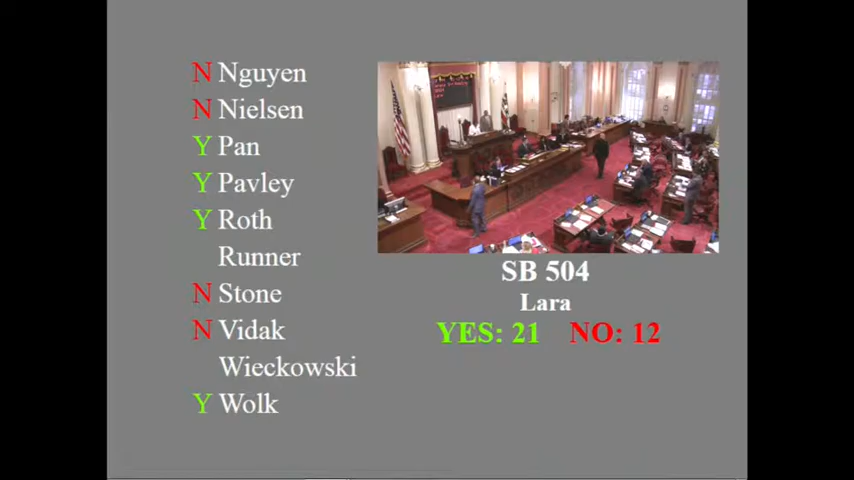 N Nguyen
N Nielsen
Y Pan
Y Pavley
Y Roth
Runner
N Stone
N Vidak
Wieckowski
Y Wolk
SB 504
Lara
YES: 21 NO: 12